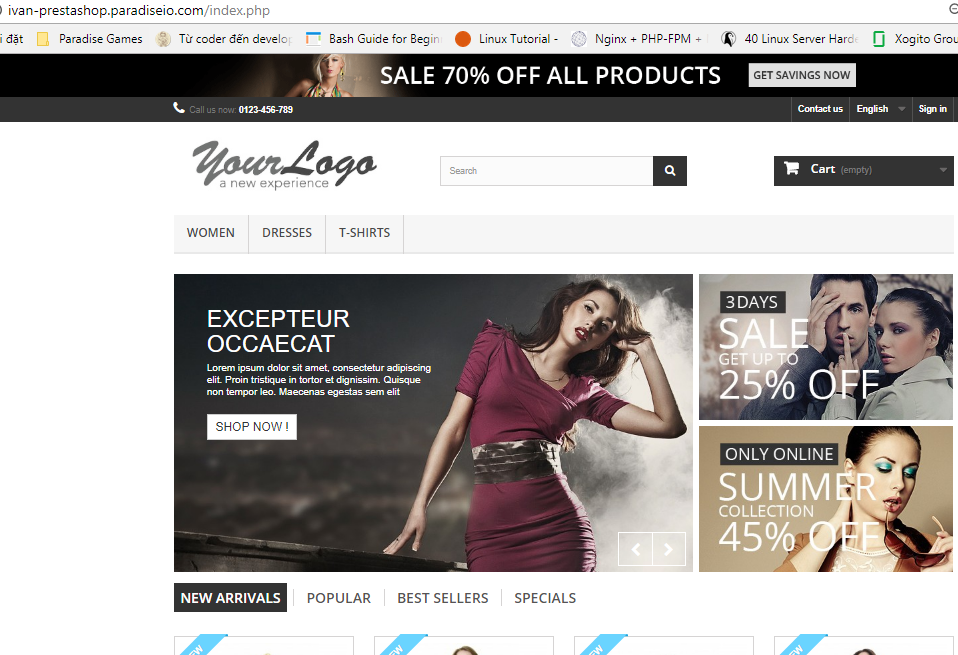 ivan-prestashop.paradiseio.com/index.php
i đặt Paradise Games Từ coder đến develop Bash Guide for Begin Linux Tutorial - Nginx + PHP-FPM + 40 Linux Server Harde Xogito Grou
SALE 70% OFF ALL PRODUCTS GET SAVINGS NOW
Call us now: 0123-456-789 Contact us English Sign in
YourLogo
a new experience
Search
Cart (empty)
WOMEN DRESSES T-SHIRTS
EXCEPTEUR
OCCAECAT
Lorem ipsum dolor sit amet, consectetur adipiscing
elit. Proin tristique in tortor et dignissim. Quisque
non tempor leo. Maecenas egestas sem elit
SHOP NOW !
3 DAYS
SALE
GET UP TO
25% OFF
ONLY ONLINE
SUMMER
COLLECTION
45% OFF
NEW ARRIVALS POPULAR BEST SELLERS SPECIALS